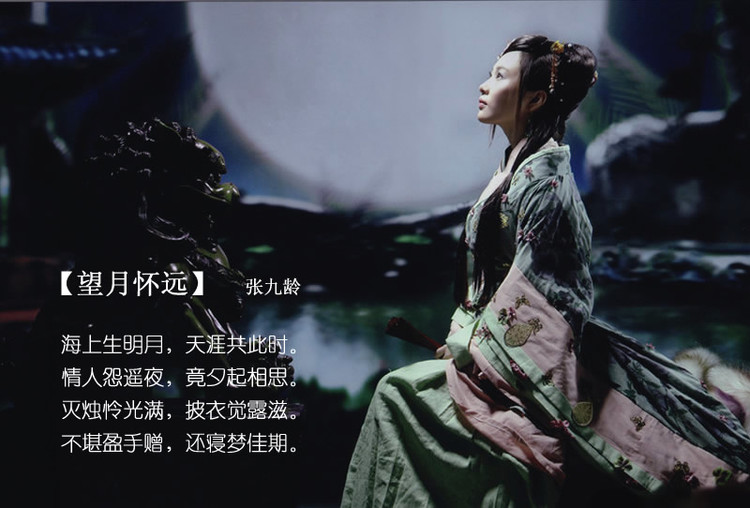 【望月怀远】 张九龄
海上生明月，天涯共此时。
情人怨遥夜，竟夕起相思。
灭烛怜光满，披衣觉露滋。
不堪盈手赠，还寝梦佳期。